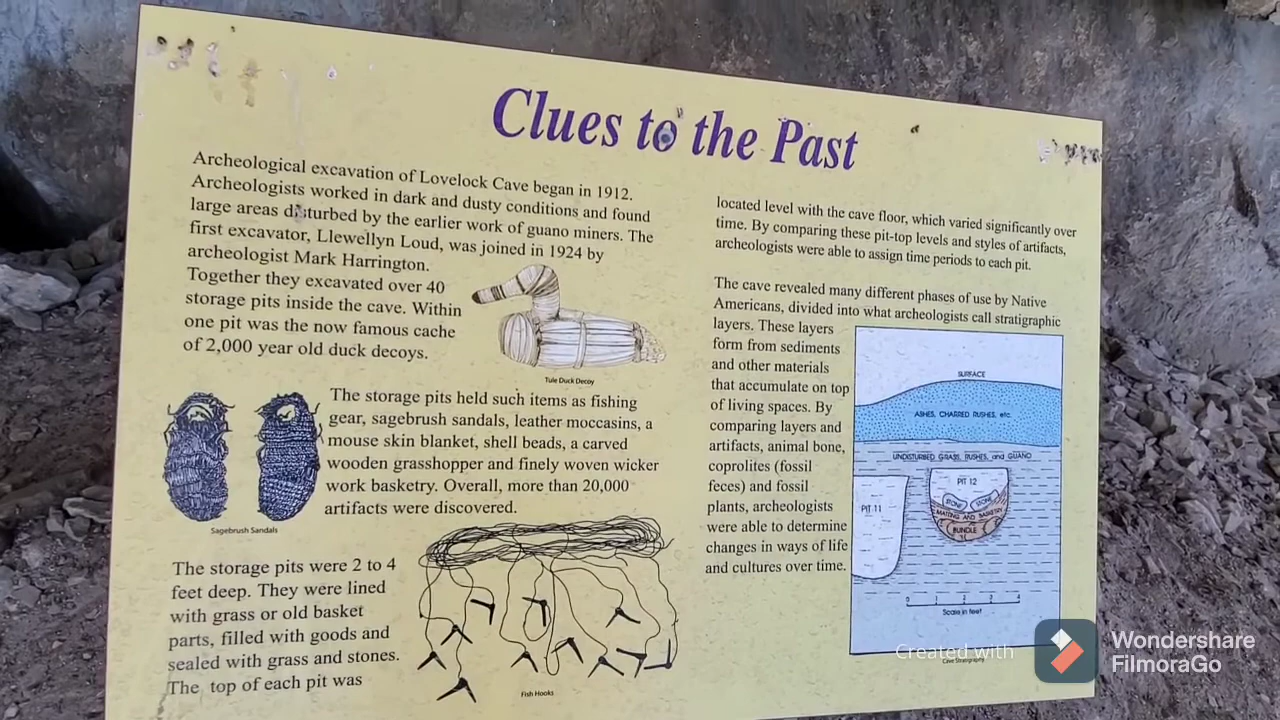 Clues to the Past
Archeological excavation of Lovelock Cave began in 1912.
Archeologists worked in dark and dusty conditions and found
large areas disturbed by the earlier work of guano miners. The
first excavator, Llewellyn Loud, was joined in 1924 by
archeologist Mark Harrington.
Together they excavated over 40
storage pits inside the cave. Within
one pit was the now famous cache
of 2,000 year old duck decoys.
Tule Duck Decoy
The storage pits held such items as fishing
gear, sagebrush sandals, leather moccasins, a
mouse skin blanket, shell beads, a carved
wooden grasshopper and finely woven wicker
work basketry. Overall, more than 20,000
artifacts were discovered.
Sagebrush Sandals
The storage pits were 2 to 4
feet deep. They were lined
with grass or old basket
parts, filled with goods and
sealed with grass and stones.
The top of each pit was
Fish Hooks
located level with the cave floor, which varied significantly over
time. By comparing these pit-top levels and styles of artifacts,
archeologists were able to assign time periods to each pit.
The cave revealed many different phases of use by Native
Americans, divided into what archeologists call stratigraphic
layers. These layers
form from sediments
and other materials
that accumulate on top
of living spaces. By
comparing layers and
artifacts, animal bone,
coprolites (fossil
feces) and fossil
plants, archeologists
were able to determine
changes in ways of life
and cultures over time.
SURFACE
ASHES, CHARRED RUSHES, etc.
UNDISTURBED GRASS, RUSHES, and GUANO
PIT 12
STONE STONE
MATTING AND BASKETRY
BUNDLE
PIT 11
0 1 2 3 4
Scale in feet
Cave Stratigraphy
Created with
Wondershare
FilmoraGo